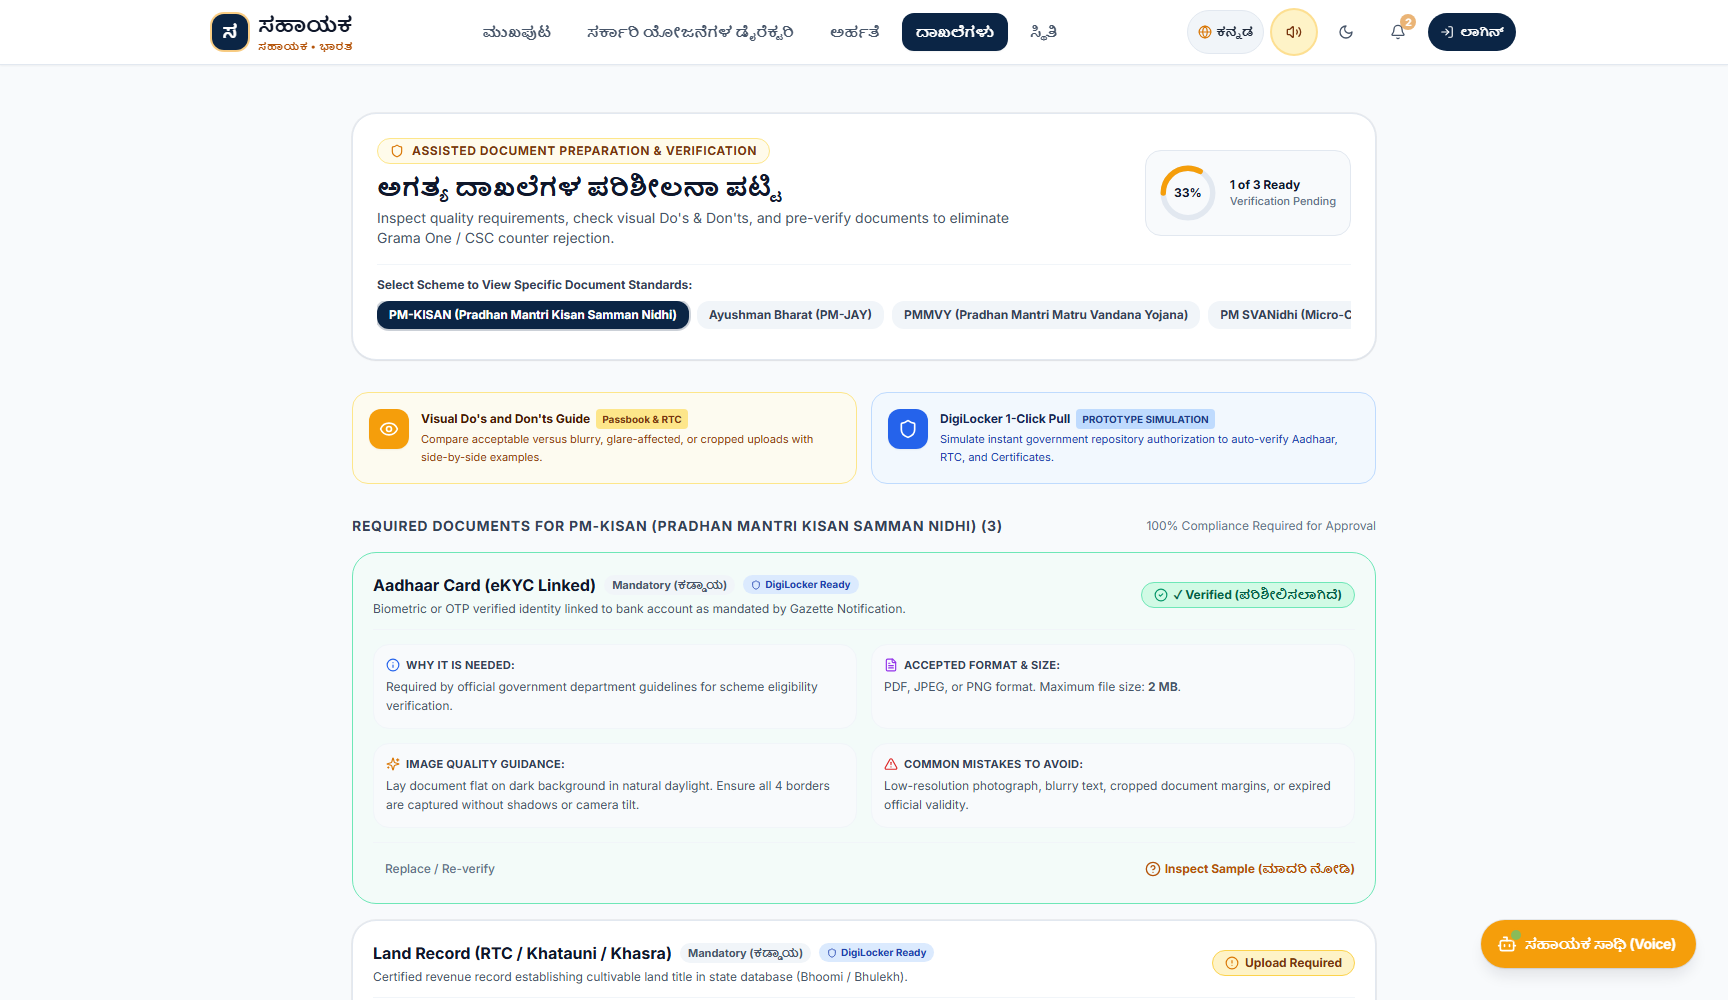 ಸ
ಸಹಾಯಕ
ಸಹಾಯಕ • ಭಾರತ
ಮುಖಪುಟ
ಸರ್ಕಾರಿ ಯೋಜನೆಗಳ ಡೈರೆಕ್ಟರಿ
ಅರ್ಹತೆ
ದಾಖಲೆಗಳು
ಸ್ಥಿತಿ
ಕನ್ನಡ
2
ಲಾಗಿನ್
ASSISTED DOCUMENT PREPARATION & VERIFICATION
ಅಗತ್ಯ ದಾಖಲೆಗಳ ಪರಿಶೀಲನಾ ಪಟ್ಟಿ
Inspect quality requirements, check visual Do's & Don'ts, and pre-verify documents to eliminate
Grama One / CSC counter rejection.
33%
1 of 3 Ready
Verification Pending
Select Scheme to View Specific Document Standards:
PM-KISAN (Pradhan Mantri Kisan Samman Nidhi)
Ayushman Bharat (PM-JAY)
PMMVY (Pradhan Mantri Matru Vandana Yojana)
PM SVANidhi (Micro-C
Visual Do's and Don'ts Guide
Passbook & RTC
Compare acceptable versus blurry, glare-affected, or cropped uploads with
side-by-side examples.
DigiLocker 1-Click Pull
PROTOTYPE SIMULATION
Simulate instant government repository authorization to auto-verify Aadhaar,
RTC, and Certificates.
REQUIRED DOCUMENTS FOR PM-KISAN (PRADHAN MANTRI KISAN SAMMAN NIDHI) (3)
100% Compliance Required for Approval
Aadhaar Card (eKYC Linked)
Mandatory (ಕಡ್ಡಾಯ)
DigiLocker Ready
Biometric or OTP verified identity linked to bank account as mandated by Gazette Notification.
✓ Verified (ಪರಿಶೀಲಿಸಲಾಗಿದೆ)
WHY IT IS NEEDED:
Required by official government department guidelines for scheme eligibility
verification.
ACCEPTED FORMAT & SIZE:
PDF, JPEG, or PNG format. Maximum file size: 2 MB.
IMAGE QUALITY GUIDANCE:
Lay document flat on dark background in natural daylight. Ensure all 4 borders
are captured without shadows or camera tilt.
COMMON MISTAKES TO AVOID:
Low-resolution photograph, blurry text, cropped document margins, or expired
official validity.
Replace / Re-verify
Inspect Sample (ಮಾದರಿ ನೋಡಿ)
Land Record (RTC / Khatauni / Khasra)
Mandatory (ಕಡ್ಡಾಯ)
DigiLocker Ready
Certified revenue record establishing cultivable land title in state database (Bhoomi / Bhulekh).
Upload Required
ಸಹಾಯಕ ಸಾಥಿ (Voice)